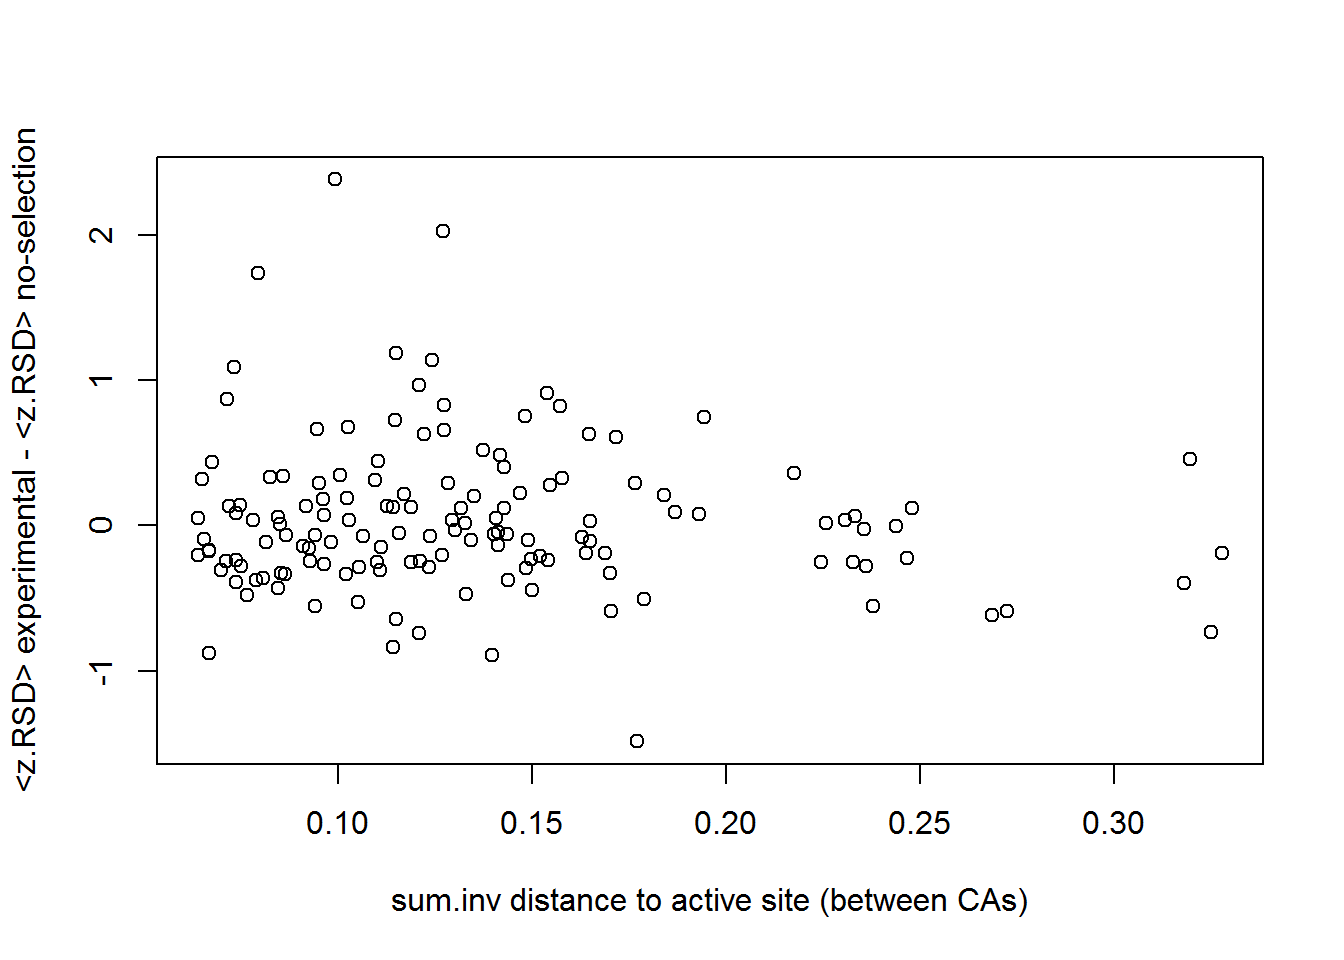 <z.RSD> experimental - <z.RSD> no-selection
2
1
0
-1
0.10 0.15 0.20 0.25 0.30
sum.inv distance to active site (between CAs)